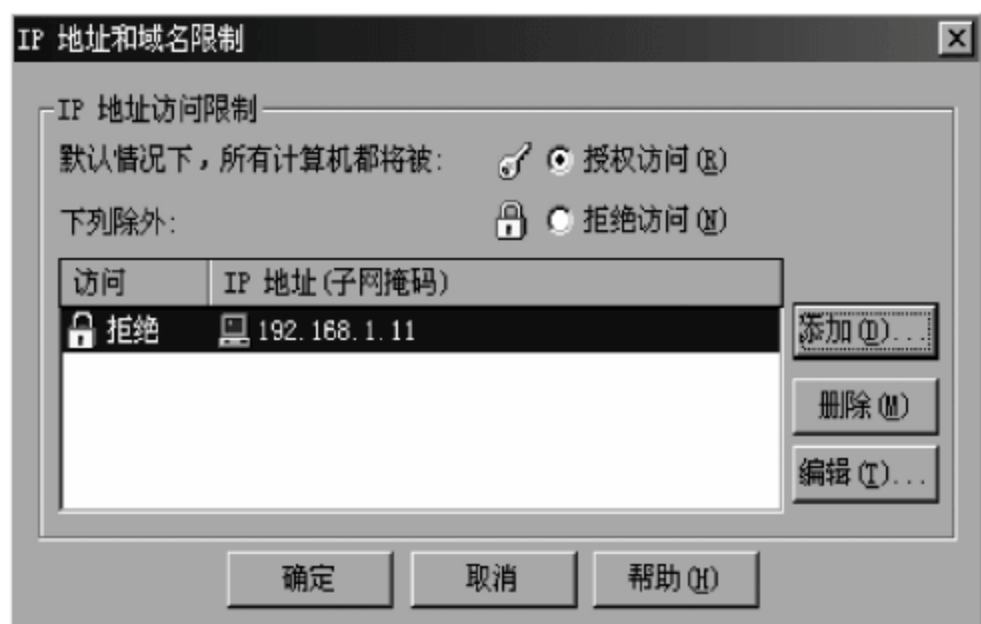 IP 地址和域名限制
IP 地址访问限制
默认情况下，所有计算机都将被: 授权访问(R)
下列除外: 拒绝访问(N)
访问 IP 地址(子网掩码)
拒绝 192.168.1.11
添加(D)...
删除(M)
编辑(T)...
确定 取消 帮助(H)